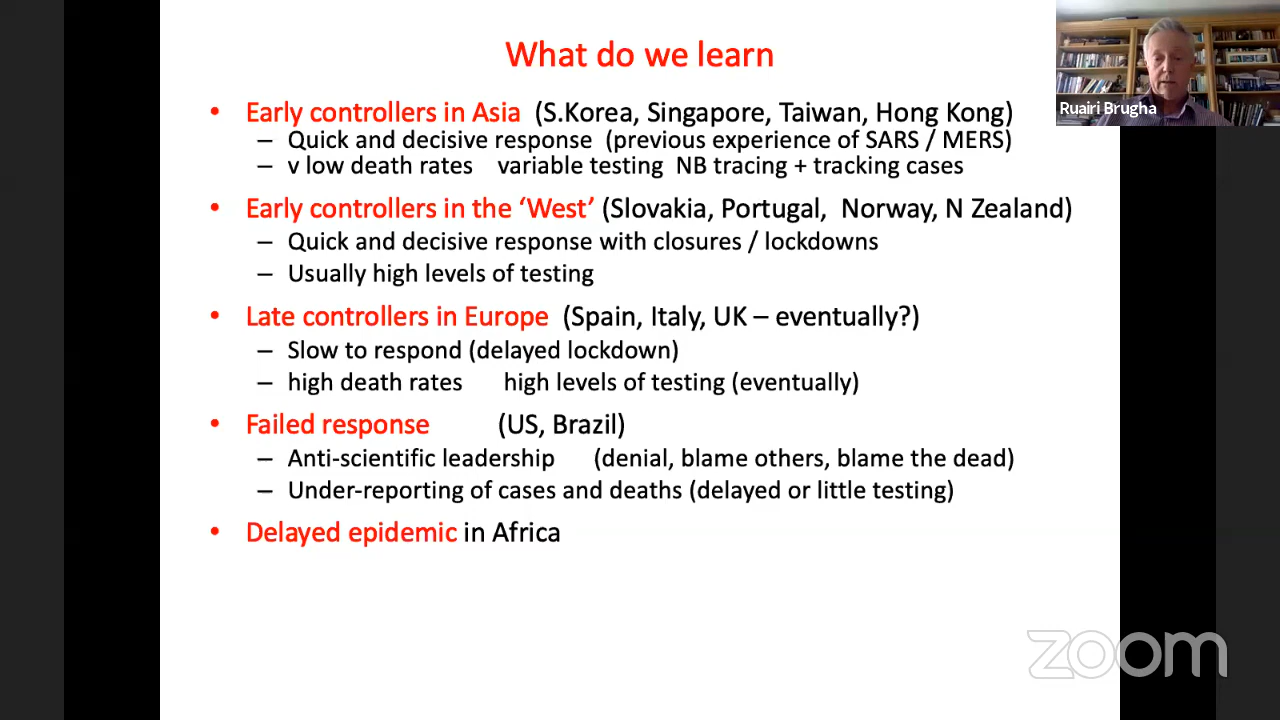 What do we learn
• Early controllers in Asia (S.Korea, Singapore, Taiwan, Hong Kong)
– Quick and decisive response (previous experience of SARS / MERS)
– v low death rates variable testing NB tracing + tracking cases
• Early controllers in the ‘West’ (Slovakia, Portugal, Norway, N Zealand)
– Quick and decisive response with closures / lockdowns
– Usually high levels of testing
• Late controllers in Europe (Spain, Italy, UK – eventually?)
– Slow to respond (delayed lockdown)
– high death rates high levels of testing (eventually)
• Failed response (US, Brazil)
– Anti-scientific leadership (denial, blame others, blame the dead)
– Under-reporting of cases and deaths (delayed or little testing)
• Delayed epidemic in Africa
Ruairi Brugha
zoom